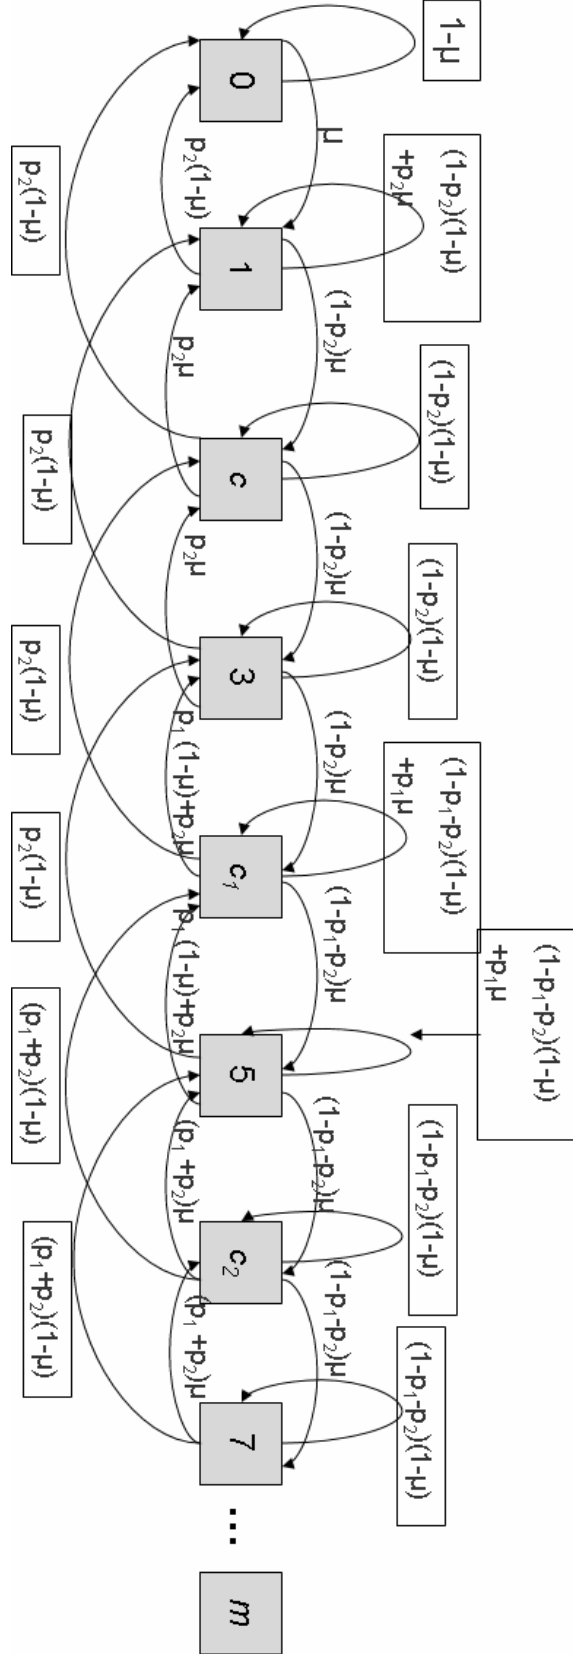 1-μ
(1-p₂)(1-μ)
+p₂μ
(1-p₂)(1-μ)
(1-p₂)(1-μ)
(1-p₁-p₂)(1-μ)
+p₁μ
(1-p₁-p₂)(1-μ)
+p₁μ
(1-p₁-p₂)(1-μ)
(1-p₁-p₂)(1-μ)
μ
(1-p₂)μ
(1-p₂)μ
(1-p₂)μ
(1-p₁-p₂)μ
(1-p₁-p₂)μ
(1-p₁-p₂)μ
0
1
c
3
c₁
5
c₂
7
...
m
p₂(1-μ)
p₂μ
p₂μ
p₁(1-μ)+p₂μ
p₁(1-μ)+p₂μ
(p₁+p₂)μ
(p₁+p₂)μ
p₂(1-μ)
p₂(1-μ)
p₂(1-μ)
p₂(1-μ)
(p₁+p₂)(1-μ)
(p₁+p₂)(1-μ)